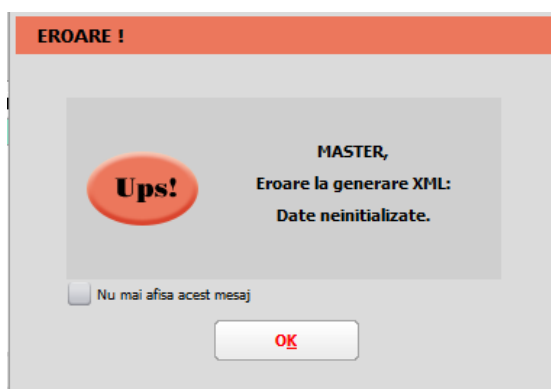 EROARE !
Ups!
MASTER,
Eroare la generare XML:
Date neinitializate.
Nu mai afisa acest mesaj
OK